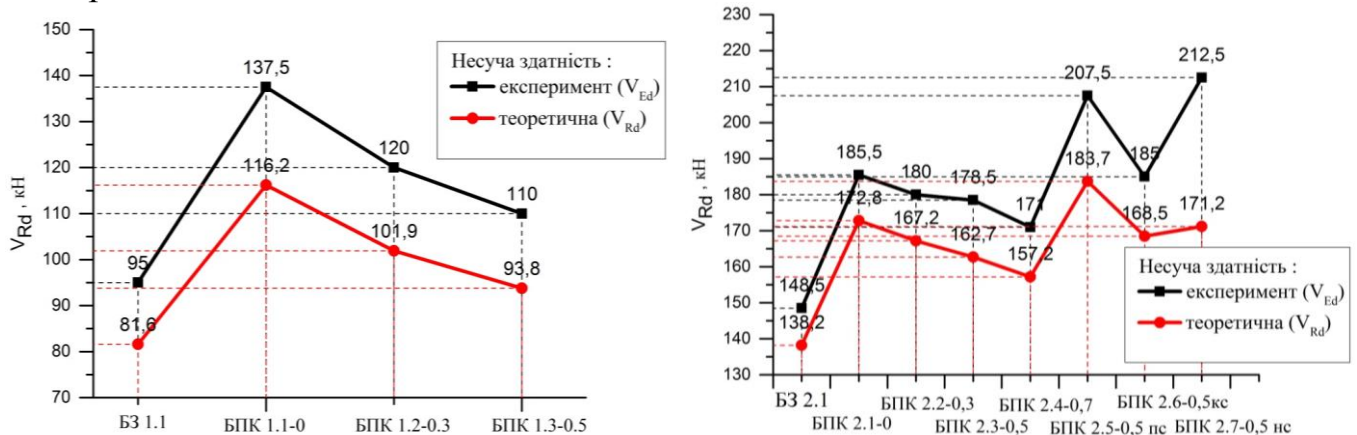 150
140
130
120
110
100
90
80
70
V_Rd , кН
137,5
120
116,2
110
101,9
95
93,8
81,6
Несуча здатність :
експеримент (V_Ed)
теоретична (V_Rd)
БЗ 1.1
БПК 1.1-0
БПК 1.2-0.3
БПК 1.3-0.5
230
220
210
200
190
180
170
160
150
140
130
V_Rd , кН
212,5
207,5
185,5
180
178,5
185
183,7
171
172,8
167,2
162,7
157,2
168,5
171,2
148,5
138,2
Несуча здатність :
експеримент (V_Ed)
теоретична (V_Rd)
БЗ 2.1
БПК 2.2-0,3
БПК 2.4-0,7
БПК 2.6-0,5кс
БПК 2.1-0
БПК 2.3-0,5
БПК 2.5-0,5 пс
БПК 2.7-0,5 нс